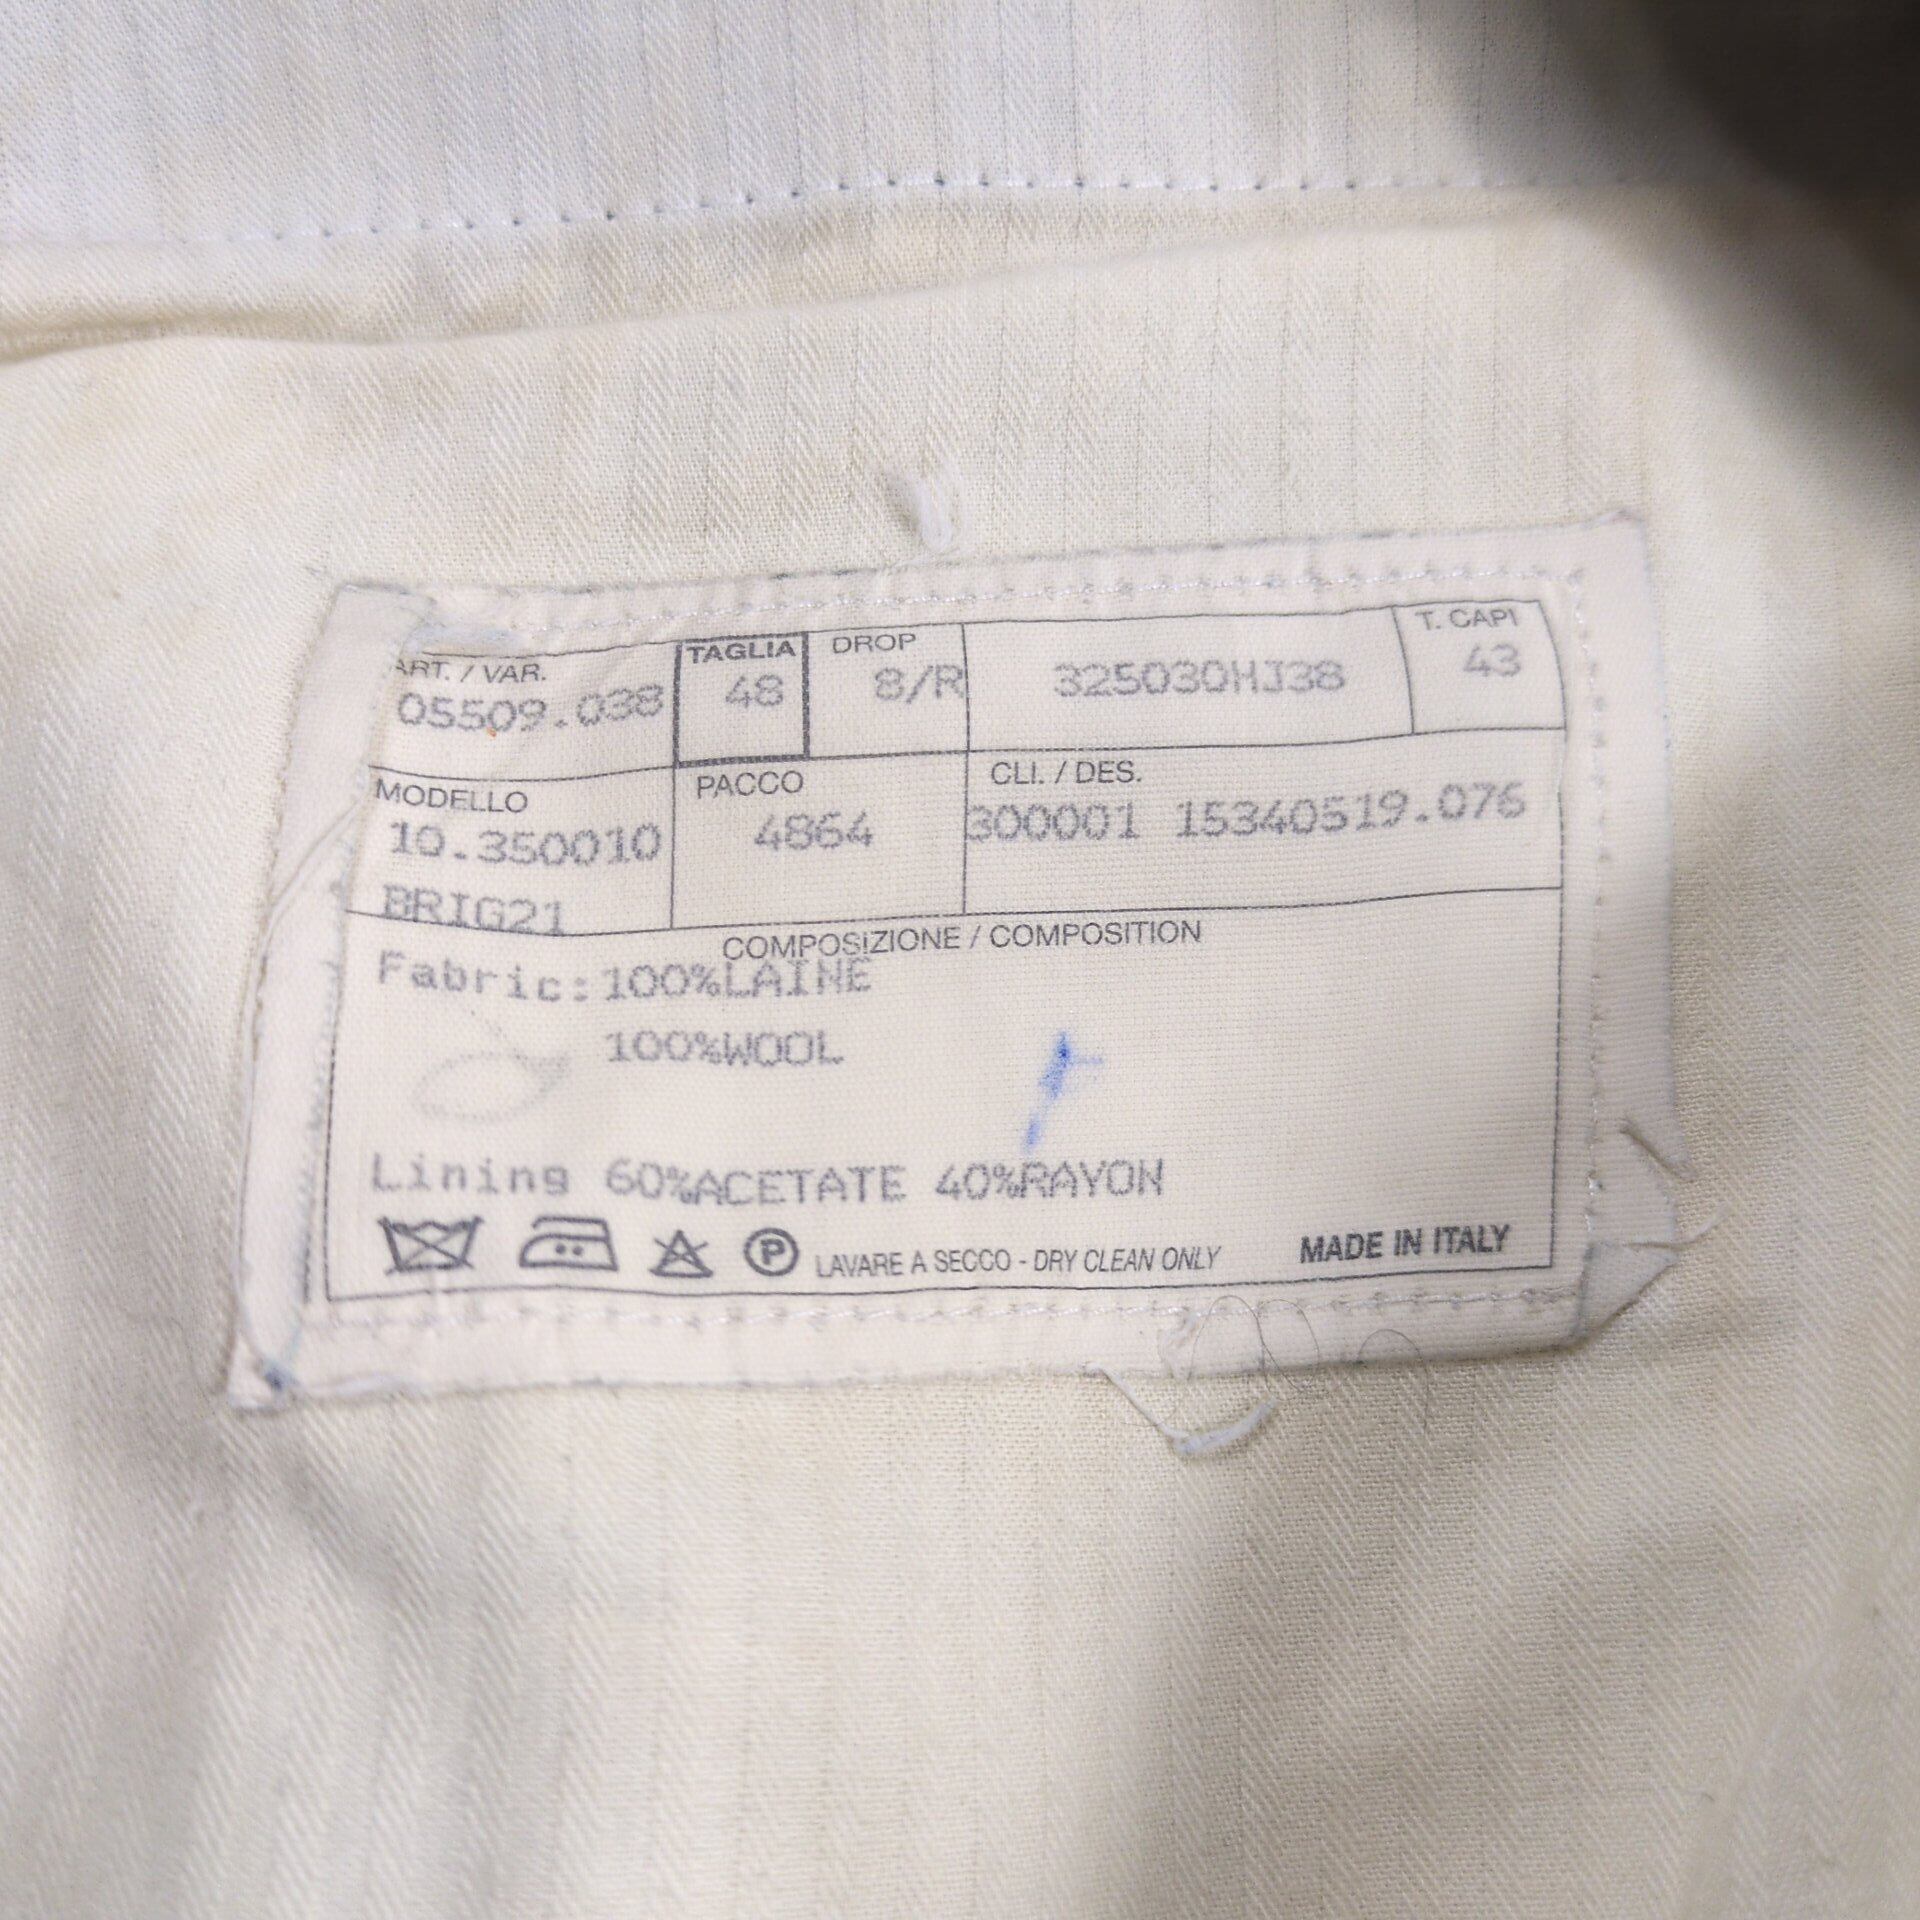 ART. / VAR. TAGLIA DROP T. CAPI
05509.038 48 8/R 325030HJ38 43
MODELLO PACCO CLI. / DES.
10.350010 4864 300001 15340519.076
BRIG21
COMPOSIZIONE / COMPOSITION
Fabric:100%LAINE
100%WOOL
Lining 60%ACETATE 40%RAYON
P LAVARE A SECCO - DRY CLEAN ONLY MADE IN ITALY